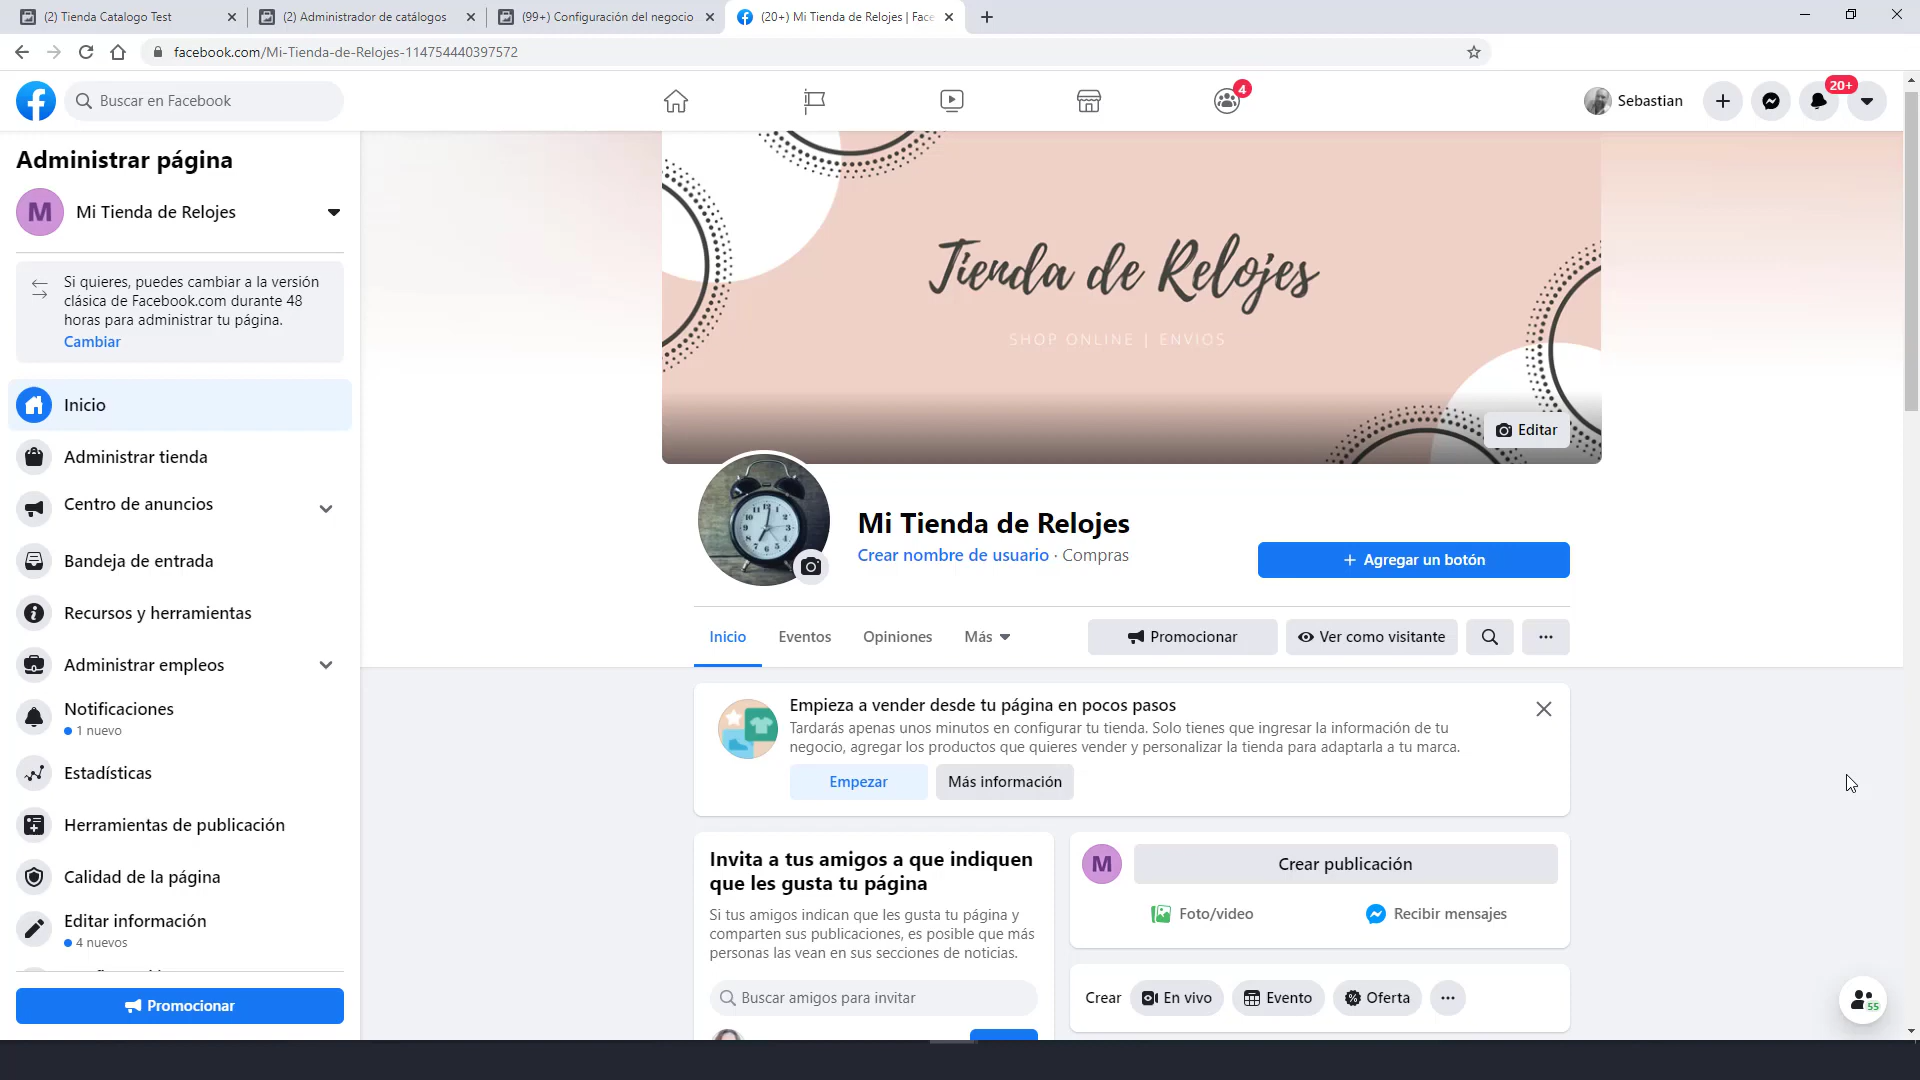 (2) Tienda Catalogo Test
(2) Administrador de catálogos
(99+) Configuración del negocio
(20+) Mi Tienda de Relojes | Face
facebook.com/Mi-Tienda-de-Relojes-114754440397572
Buscar en Facebook
4
Sebastian
20+
Administrar página
M
Mi Tienda de Relojes
Si quieres, puedes cambiar a la versión
clásica de Facebook.com durante 48
horas para administrar tu página.
Cambiar
Inicio
Administrar tienda
Centro de anuncios
Bandeja de entrada
Recursos y herramientas
Administrar empleos
Notificaciones
1 nuevo
Estadísticas
Herramientas de publicación
Calidad de la página
Editar información
4 nuevos
Promocionar
Tienda de Relojes
SHOP ONLINE | ENVIOS
Editar
Mi Tienda de Relojes
Crear nombre de usuario · Compras
+ Agregar un botón
Inicio
Eventos
Opiniones
Más
Promocionar
Ver como visitante
Empieza a vender desde tu página en pocos pasos
Tardarás apenas unos minutos en configurar tu tienda. Solo tienes que ingresar la información de tu
negocio, agregar los productos que quieres vender y personalizar la tienda para adaptarla a tu marca.
Empezar
Más información
Invita a tus amigos a que indiquen
que les gusta tu página
Si tus amigos indican que les gusta tu página y
comparten sus publicaciones, es posible que más
personas las vean en sus secciones de noticias.
Buscar amigos para invitar
M
Crear publicación
Foto/video
Recibir mensajes
Crear
En vivo
Evento
Oferta
55